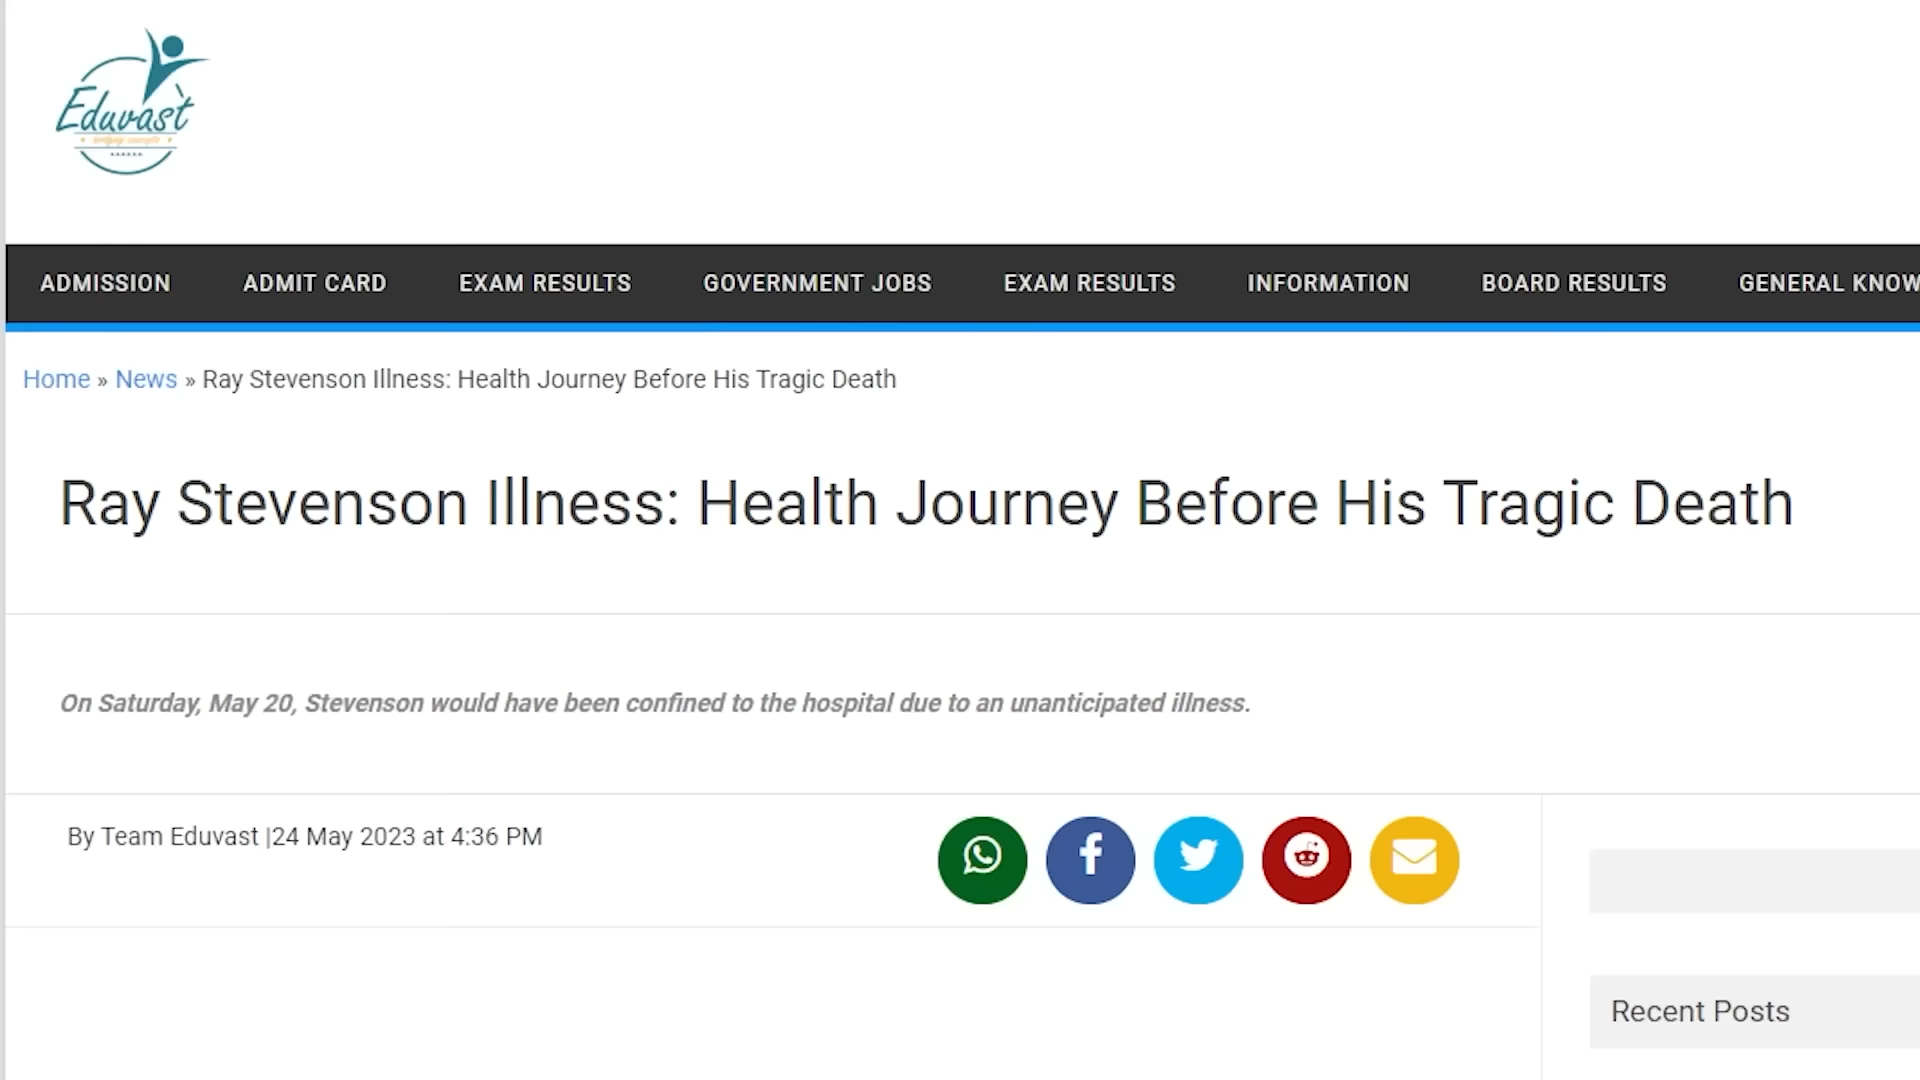 Eduvast
ADMISSION ADMIT CARD EXAM RESULTS GOVERNMENT JOBS EXAM RESULTS INFORMATION BOARD RESULTS GENERAL KNOW
Home » News » Ray Stevenson Illness: Health Journey Before His Tragic Death
Ray Stevenson Illness: Health Journey Before His Tragic Death
On Saturday, May 20, Stevenson would have been confined to the hospital due to an unanticipated illness.
By Team Eduvast |24 May 2023 at 4:36 PM
Recent Posts